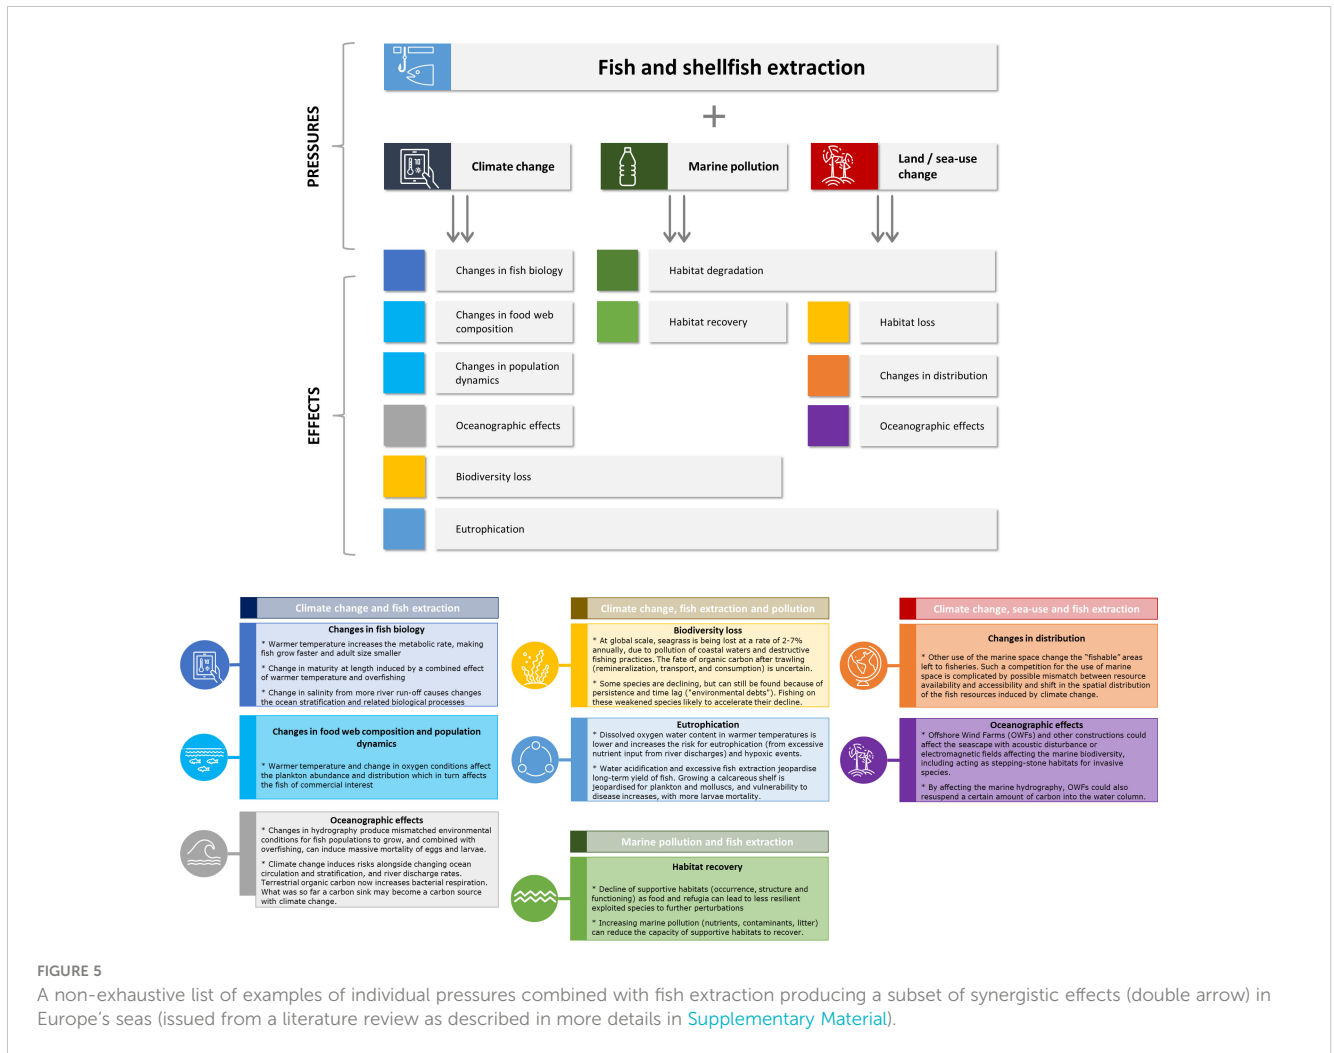 Fish and shellfish extraction
+
PRESSURES
Climate change
Marine pollution
Land / sea-use
change
EFFECTS
Changes in fish biology
Habitat degradation
Changes in food web
composition
Habitat recovery
Habitat loss
Changes in population
dynamics
Changes in distribution
Oceanographic effects
Oceanographic effects
Biodiversity loss
Eutrophication
Climate change and fish extraction
Changes in fish biology
* Warmer temperature increases the metabolic rate, making
fish grow faster and adult size smaller
* Change in maturity at length induced by a combined effect
of warmer temperature and overfishing
* Change in salinity from more river run-off causes changes
the ocean stratification and related biological processes
Changes in food web composition and population
dynamics
* Warmer temperature and change in oxygen conditions affect
the plankton abundance and distribution which in turn affects
the fish of commercial interest
Oceanographic effects
* Changes in hydrography produce mismatched environmental
conditions for fish populations to grow, and combined with
overfishing, can induce massive mortality of eggs and larvae.
* Climate change induces risks alongside changing ocean
circulation and stratification, and river discharge rates.
Terrestrial organic carbon now increases bacterial respiration.
What was so far a carbon sink may become a carbon source
with climate change.
Climate change, fish extraction and pollution
Biodiversity loss
* At global scale, seagrass is being lost at a rate of 2-7%
annually, due to pollution of coastal waters and destructive
fishing practices. The fate of organic carbon after trawling
(remineralization, transport, and consumption) is uncertain.
* Some species are declining, but can still be found because of
persistence and time lag ("environmental debts"). Fishing on
these weakened species likely to accelerate their decline.
Eutrophication
* Dissolved oxygen water content in warmer temperatures is
lower and increases the risk for eutrophication (from excessive
nutrient input from river discharges) and hypoxic events.
* Water acidification and excessive fish extraction jeopardise
long-term yield of fish. Growing a calcareous shelf is
jeopardised for plankton and molluscs, and vulnerability to
disease increases, with more larvae mortality.
Marine pollution and fish extraction
Habitat recovery
* Decline of supportive habitats (occurrence, structure and
functioning) as food and refugia can lead to less resilient
exploited species to further perturbations
* Increasing marine pollution (nutrients, contaminants, litter)
can reduce the capacity of supportive habitats to recover.
Climate change, sea-use and fish extraction
Changes in distribution
* Other use of the marine space change the "fishable" areas
left to fisheries. Such a competition for the use of marine
space is complicated by possible mismatch between resource
availability and accessibility and shift in the spatial distribution
of the fish resources induced by climate change.
Oceanographic effects
* Offshore Wind Farms (OWFs) and other constructions could
affect the seascape with acoustic disturbance or
electromagnetic fields affecting the marine biodiversity,
including acting as stepping-stone habitats for invasive
species.
* By affecting the marine hydrography, OWFs could also
resuspend a certain amount of carbon into the water column.
FIGURE 5
A non-exhaustive list of examples of individual pressures combined with fish extraction producing a subset of synergistic effects (double arrow) in
Europe's seas (issued from a literature review as described in more details in Supplementary Material).